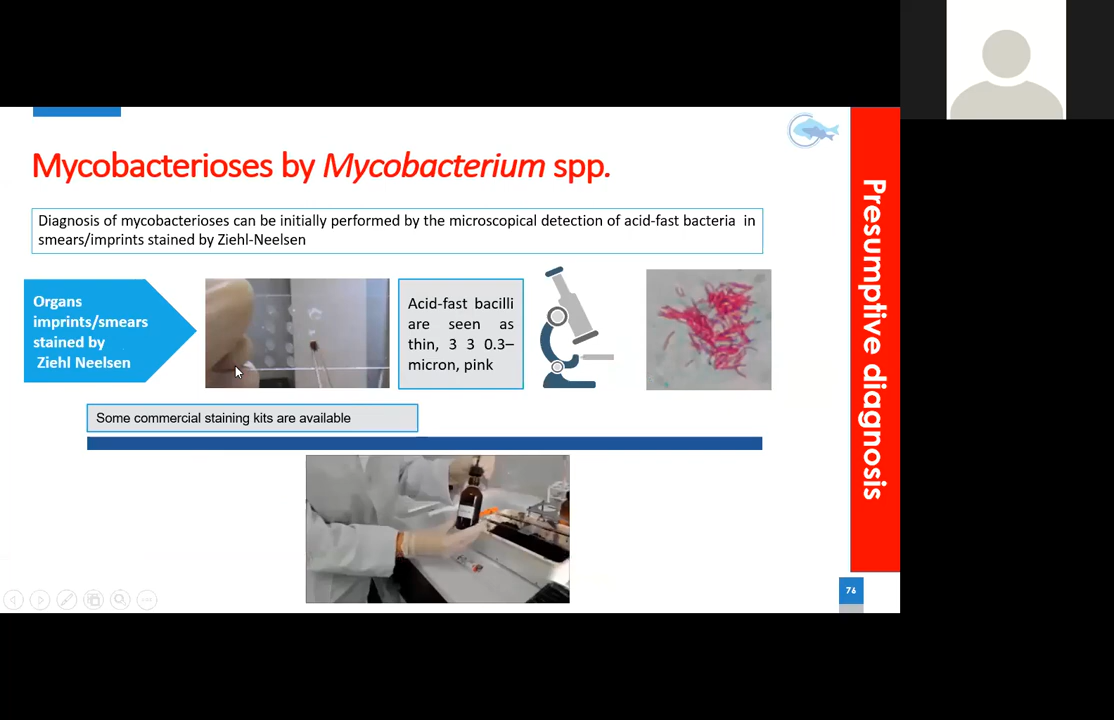 Mycobacterioses by Mycobacterium spp.
Diagnosis of mycobacterioses can be initially performed by the microscopical detection of acid-fast bacteria in
smears/imprints stained by Ziehl-Neelsen
Organs
imprints/smears
stained by
Ziehl Neelsen
Acid-fast bacilli
are seen as
thin, 3 3 0.3–
micron, pink
Some commercial staining kits are available
Presumptive diagnosis
76